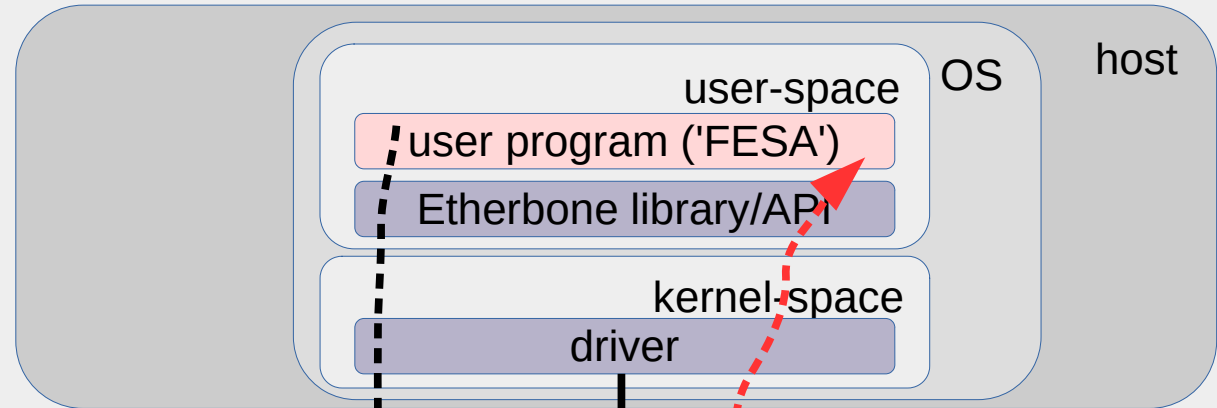 host
OS
user-space
user program ('FESA')
Etherbone library/API
kernel-space
driver